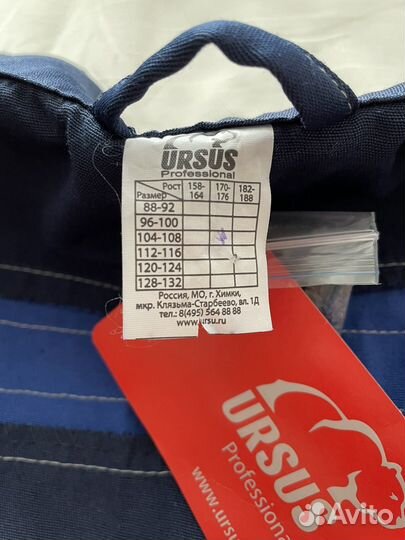 URSUS
Professional
Рост 158-164 170-176 182-188
Размер
88-92
96-100
104-108
112-116
120-124
128-132
Россия, МО, г. Химки,
мкр. Клязьма-Старбеево, вл. 1Д
тел.: 8(495) 564 88 88
www.ursu.ru
URSUS
Professional
www.ursu
Avito